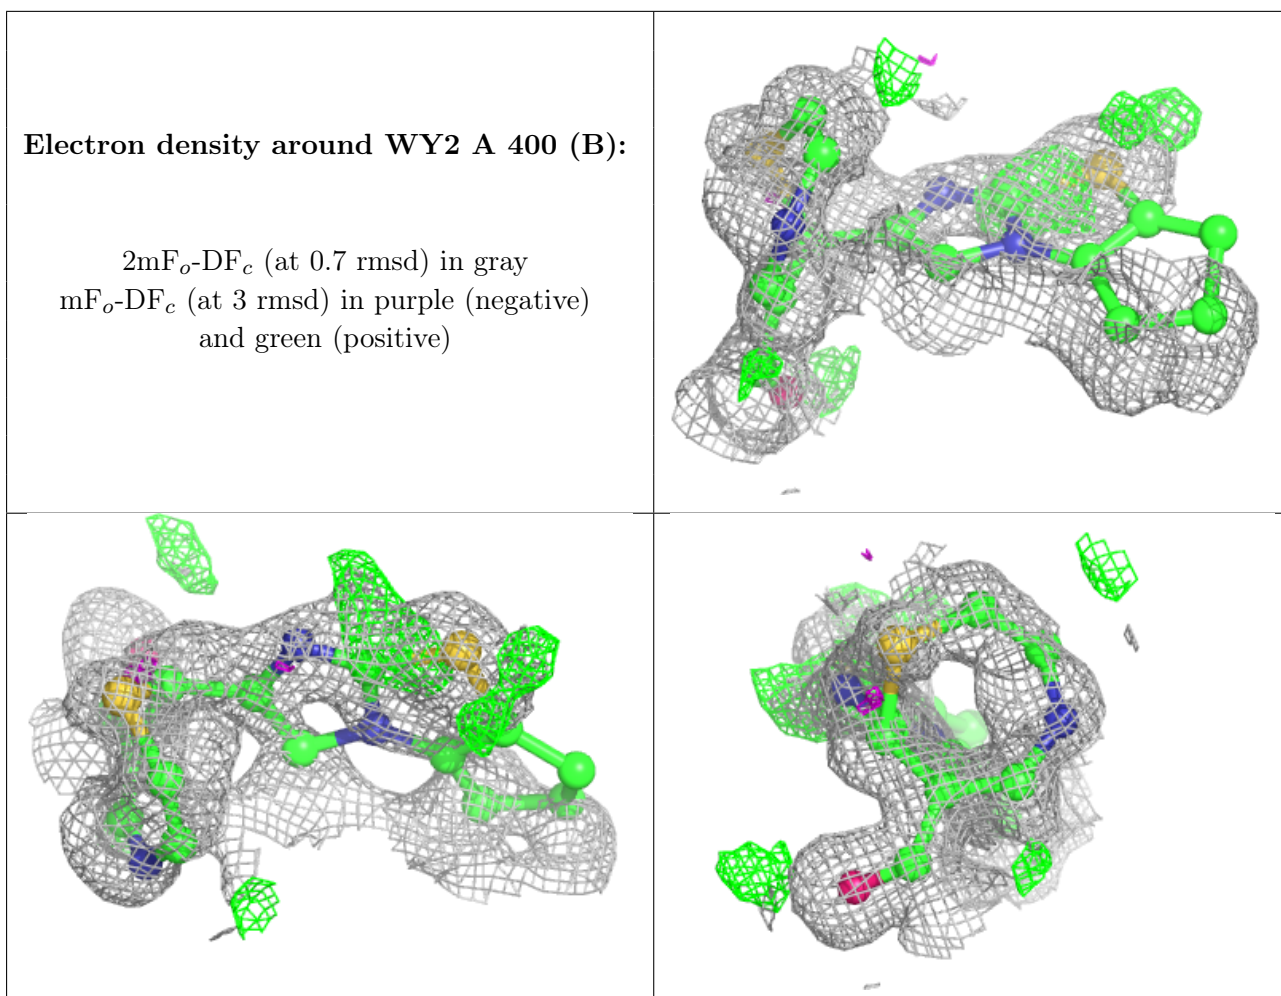 Electron density around WY2 A 400 (B):
2mFo-DFc (at 0.7 rmsd) in gray
mFo-DFc (at 3 rmsd) in purple (negative)
and green (positive)